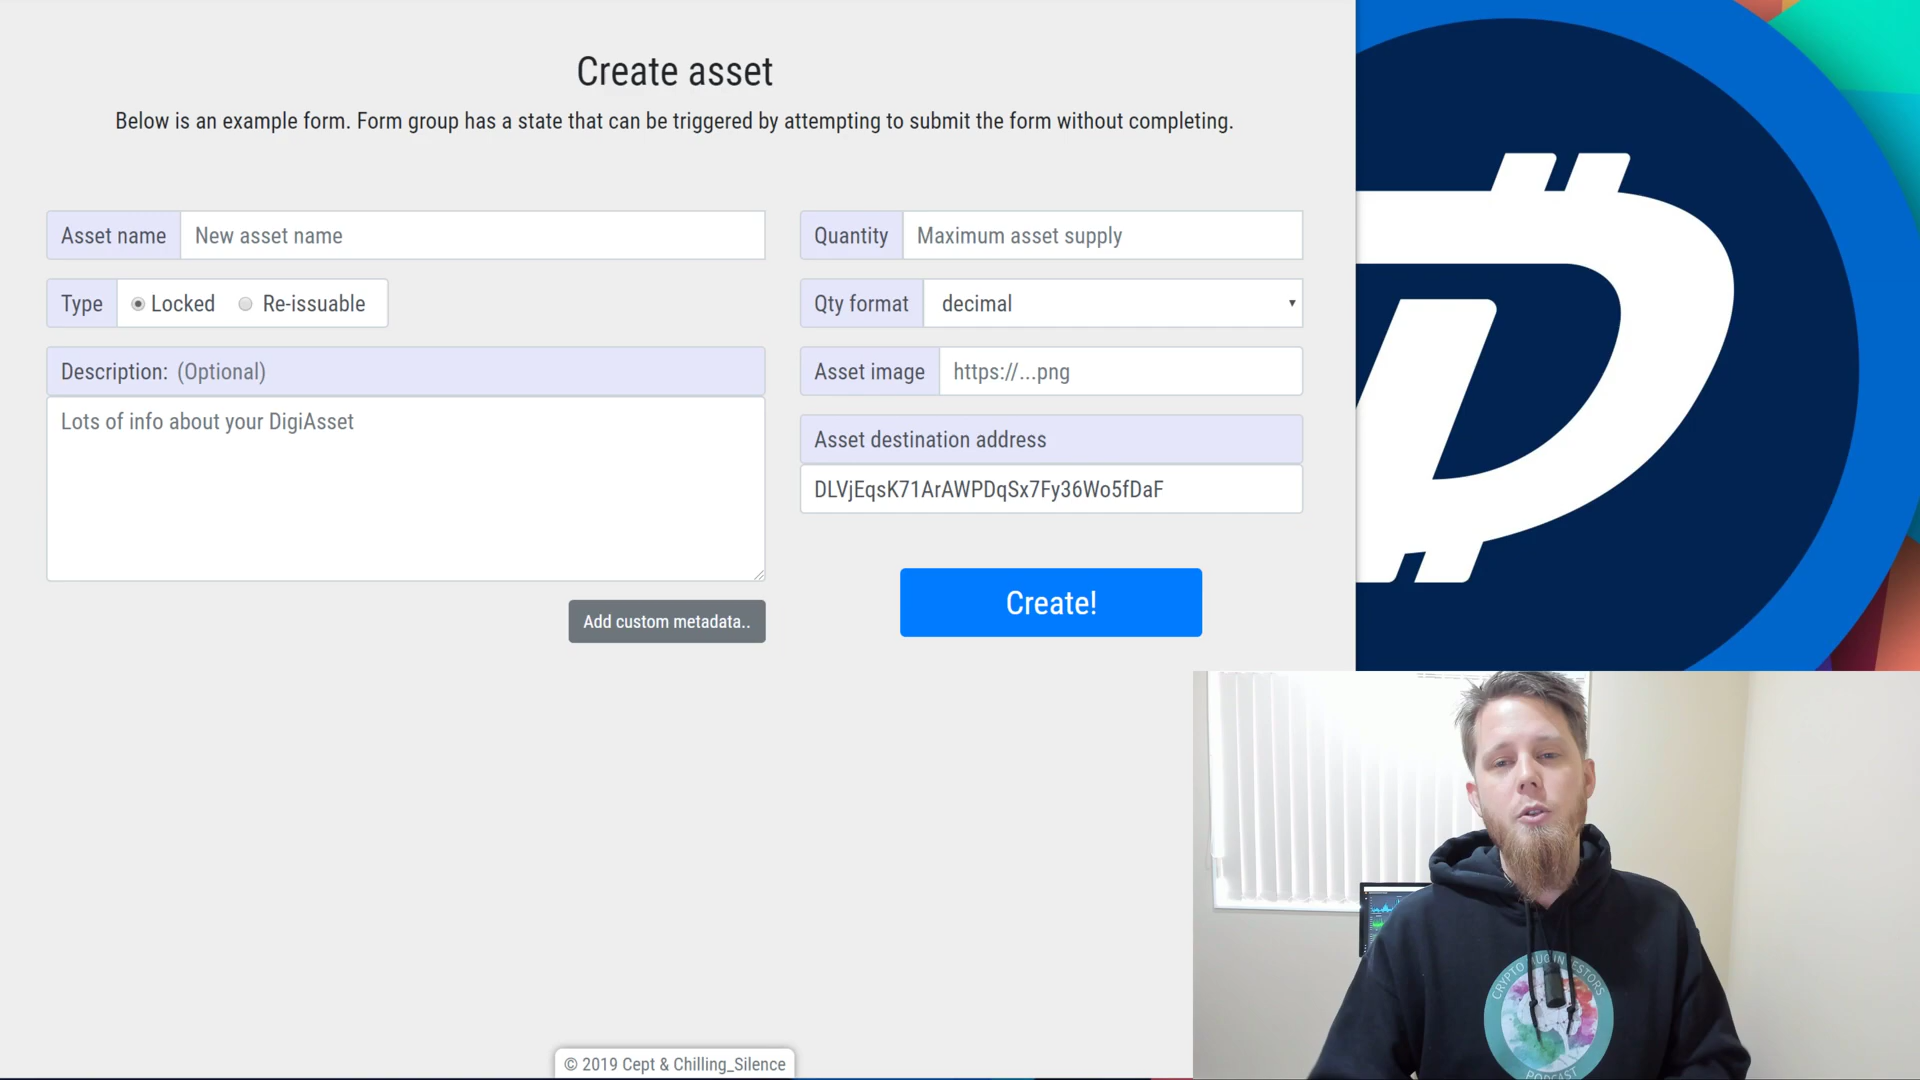 Create asset
Below is an example form. Form group has a state that can be triggered by attempting to submit the form without completing.
Asset name New asset name
Type Locked Re-issuable
Description: (Optional)
Lots of info about your DigiAsset
Add custom metadata..
Quantity Maximum asset supply
Qty format decimal
Asset image https://...png
Asset destination address
DLVjEqsK71ArAWPDqSx7Fy36Wo5fDaF
Create!
© 2019 Cept & Chilling_Silence
CRYPTO
PODCAST